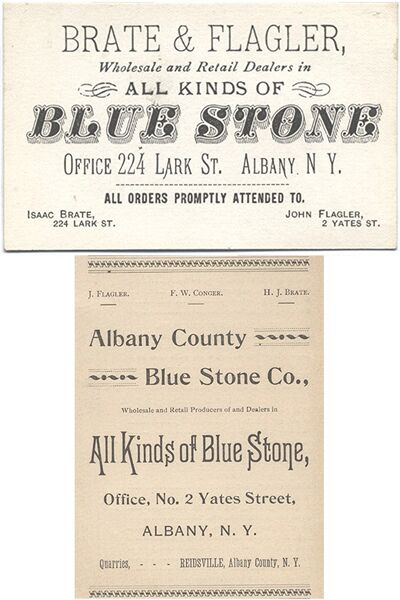 BRATE & FLAGLER,
Wholesale and Retail Dealers in
ALL KINDS OF
BLUE STONE
OFFICE 224 LARK ST. ALBANY. N Y.
ALL ORDERS PROMPTLY ATTENDED TO.
ISAAC BRATE, JOHN FLAGLER,
224 LARK ST. 2 YATES ST.
J. FLAGLER. F. W. CONGER. H. J. BRATE.
Albany County
Blue Stone Co.,
Wholesale and Retail Producers of and Dealers in
All Kinds of Blue Stone,
Office, No. 2 Yates Street,
ALBANY, N. Y.
Quarries, - - - REIDSVILLE, Albany County, N. Y.